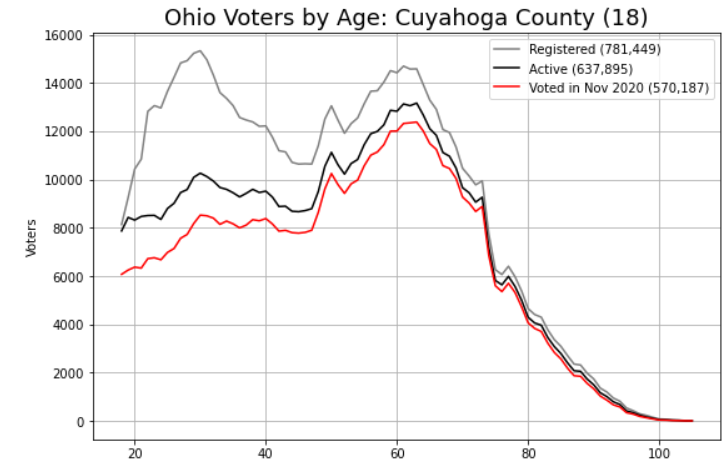 Ohio Voters by Age: Cuyahoga County (18)
16000
14000
12000
10000
8000
6000
4000
2000
0
Voters
Registered (781,449)
Active (637,895)
Voted in Nov 2020 (570,187)
20 40 60 80 100